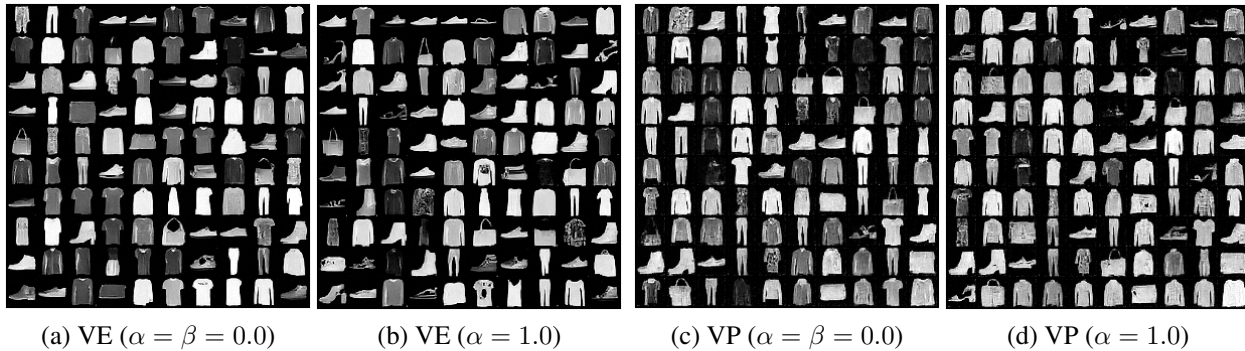 (a) VE (α = β = 0.0)
(b) VE (α = 1.0)
(c) VP (α = β = 0.0)
(d) VP (α = 1.0)